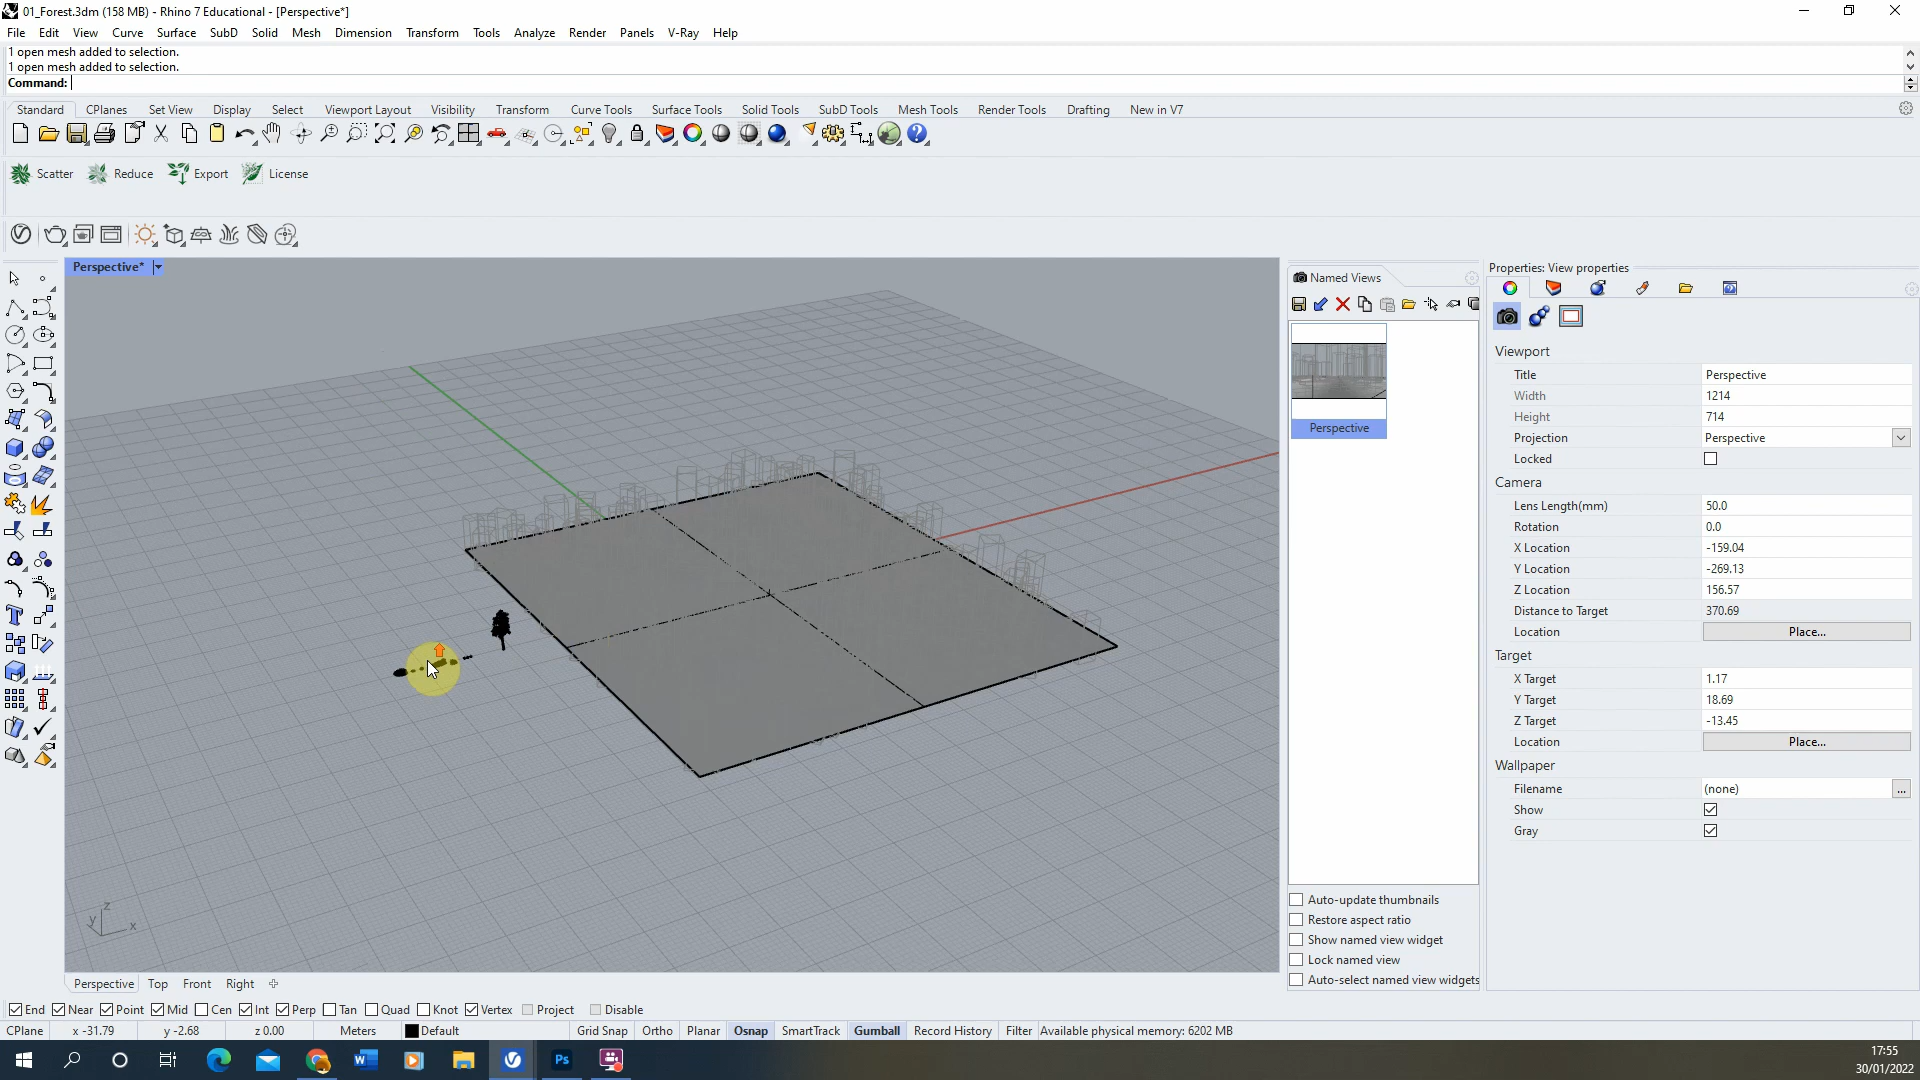 01_Forest.3dm (158 MB) - Rhino 7 Educational - [Perspective*]
File Edit View Curve Surface SubD Solid Mesh Dimension Transform Tools Analyze Render Panels V-Ray Help
1 open mesh added to selection.
1 open mesh added to selection.
Command:
Standard CPlanes Set View Display Select Viewport Layout Visibility Transform Curve Tools Surface Tools Solid Tools SubD Tools Mesh Tools Render Tools Drafting New in V7
Scatter Reduce Export License
Perspective*
Named Views
Properties: View properties
Perspective
Viewport
Title Perspective
Width 1214
Height 714
Projection Perspective
Locked
Camera
Lens Length(mm) 50.0
Rotation 0.0
X Location -159.04
Y Location -269.13
Z Location 156.57
Distance to Target 370.69
Location Place...
Target
X Target 1.17
Y Target 18.69
Z Target -13.45
Location Place...
Wallpaper
Filename (none) ...
Show
Gray
Auto-update thumbnails
Restore aspect ratio
Show named view widget
Lock named view
Auto-select named view widgets
z
y
x
Perspective Top Front Right
End Near Point Mid Cen Int Perp Tan Quad Knot Vertex Project Disable
CPlane x -31.79 y -2.68 z 0.00 Meters Default Grid Snap Ortho Planar Osnap SmartTrack Gumball Record History Filter Available physical memory: 6202 MB
Ps
17:55
30/01/2022